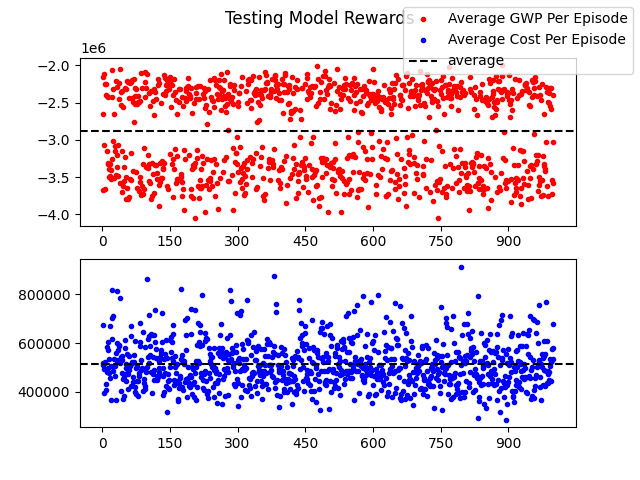 Testing Model Rewards
Average GWP Per Episode
Average Cost Per Episode
average
1e6
−2.0
−2.5
−3.0
−3.5
−4.0
0 150 300 450 600 750 900
800000
600000
400000
0 150 300 450 600 750 900